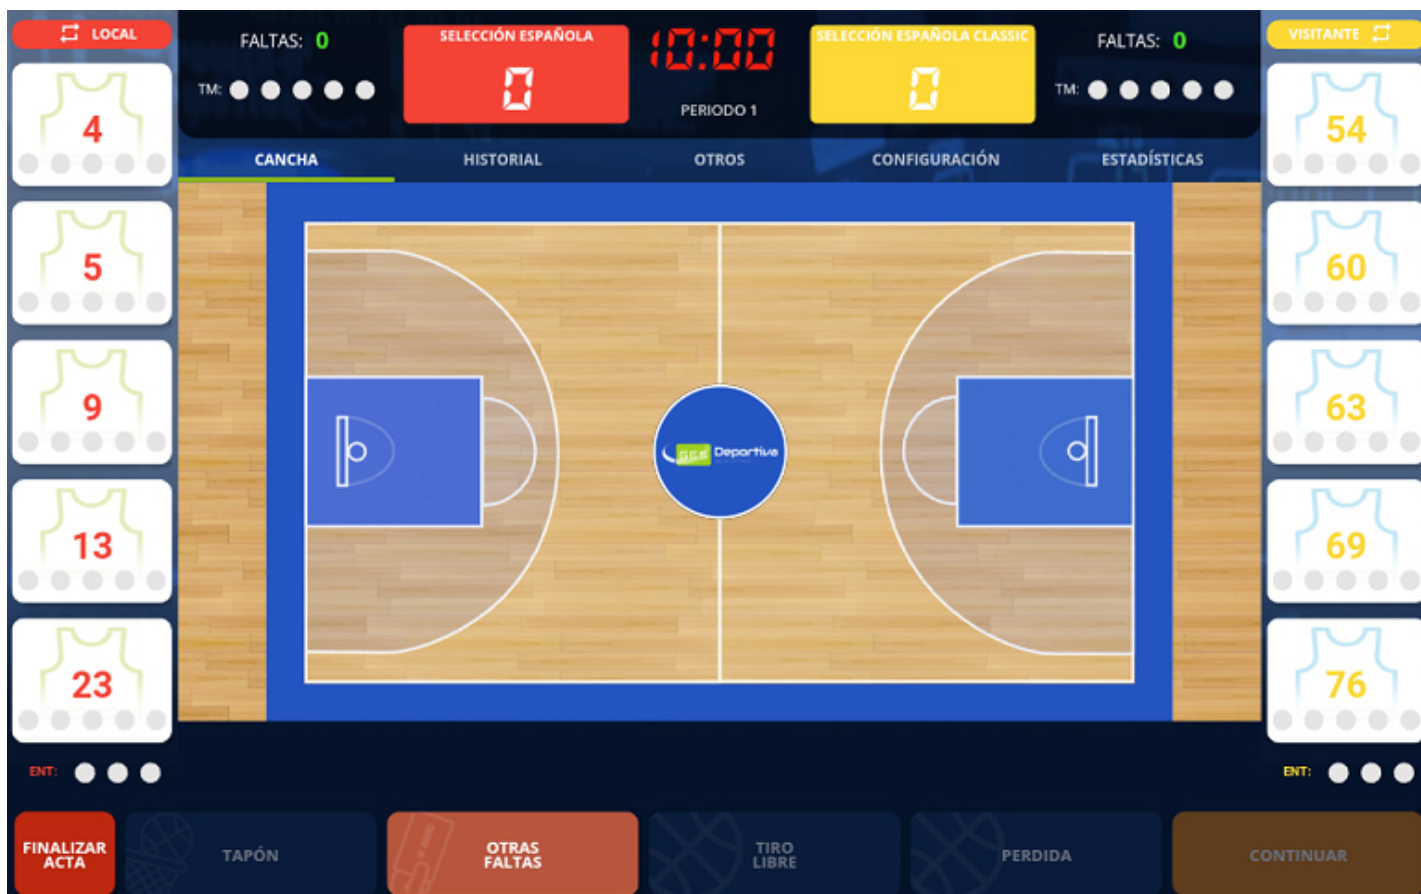 LOCAL
FALTAS: 0
TM:
SELECCIÓN ESPAÑOLA
0
10:00
PERIODO 1
SELECCIÓN ESPAÑOLA CLASSIC
0
FALTAS: 0
TM:
VISITANTE
CANCHA
HISTORIAL
OTROS
CONFIGURACIÓN
ESTADÍSTICAS
4
5
9
13
23
ENT:
GES Deportiva
54
60
63
69
76
ENT:
FINALIZAR
ACTA
TAPÓN
OTRAS
FALTAS
TIRO
LIBRE
PERDIDA
CONTINUAR